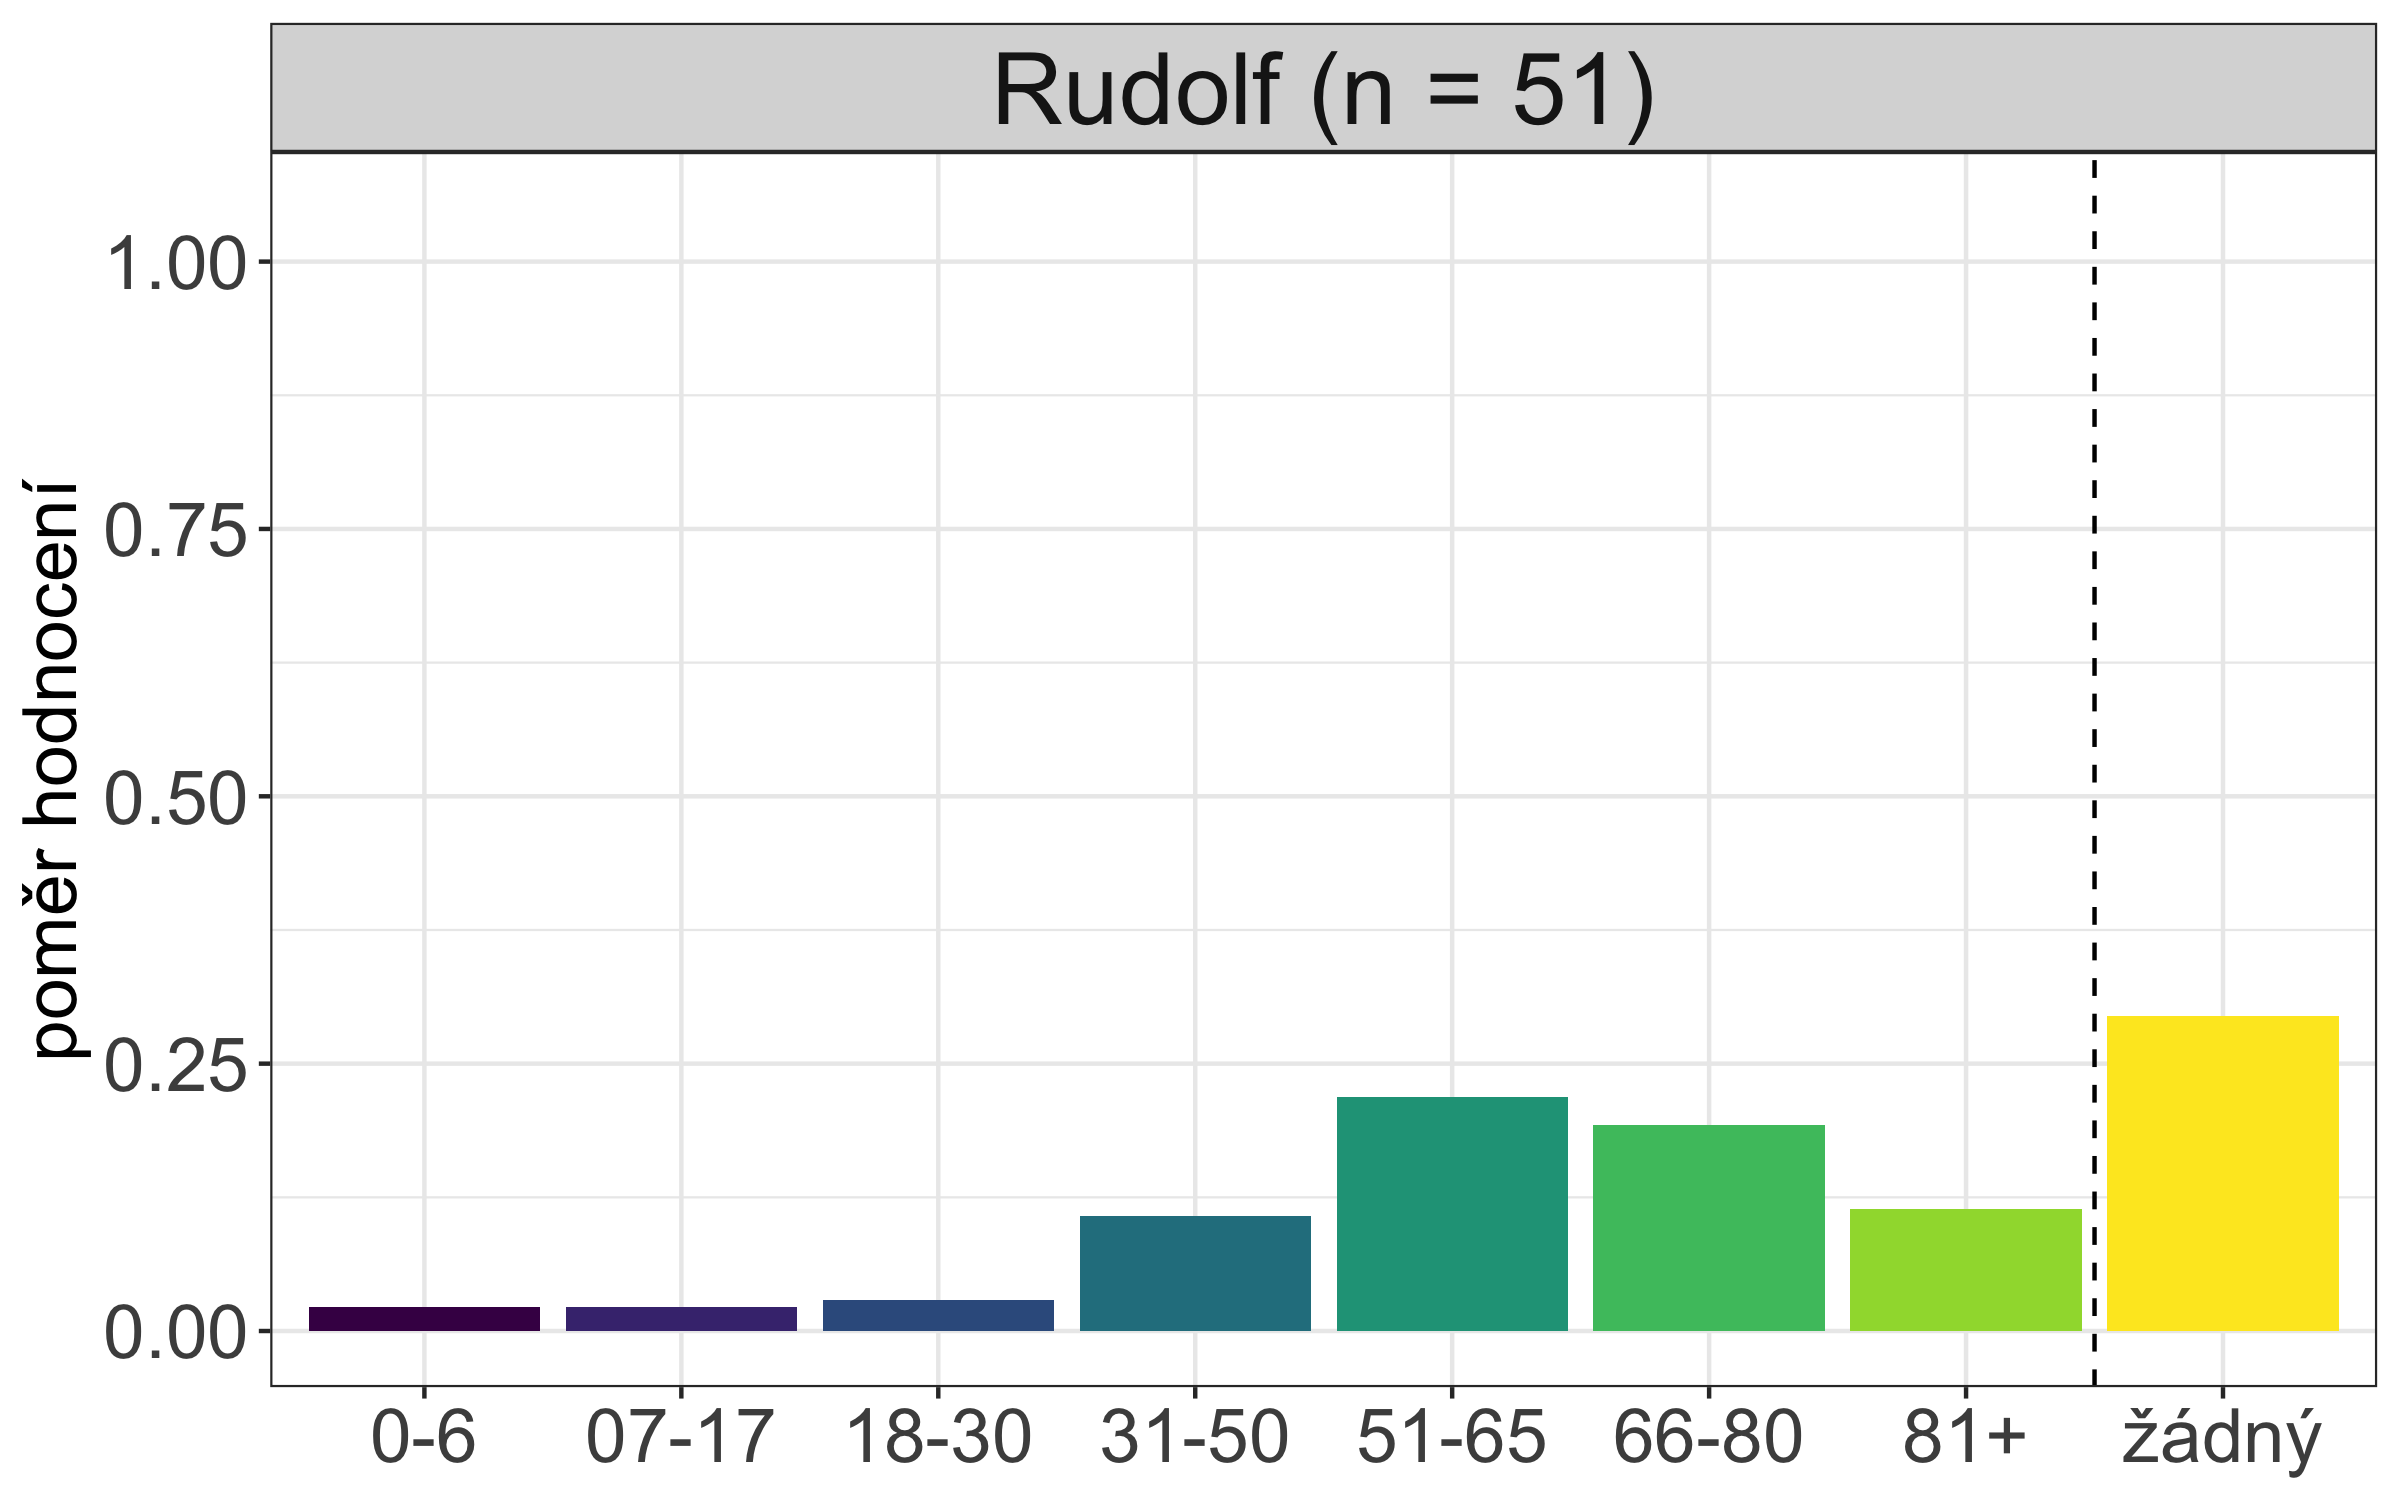 Rudolf (n = 51)
poměr hodnocení
1.00
0.75
0.50
0.25
0.00
0-6 07-17 18-30 31-50 51-65 66-80 81+ žádný